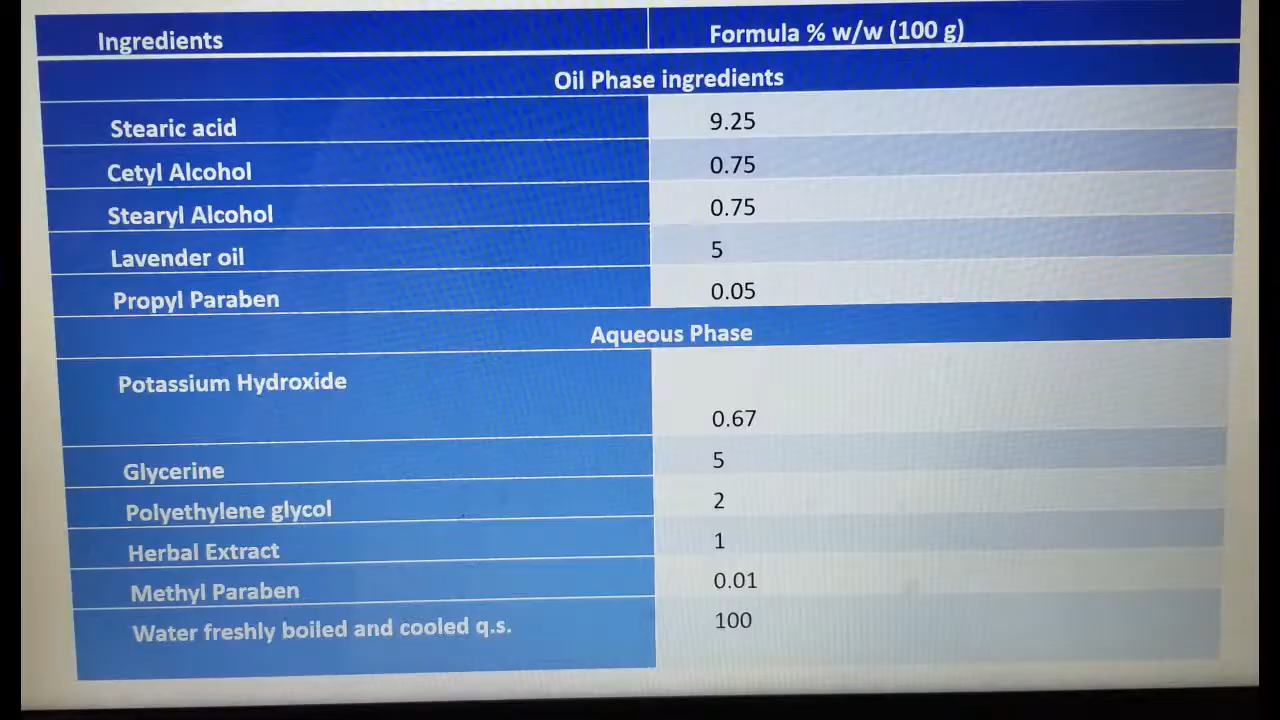 Ingredients Formula % w/w (100 g)
Oil Phase ingredients
Stearic acid 9.25
Cetyl Alcohol 0.75
Stearyl Alcohol 0.75
Lavender oil 5
Propyl Paraben 0.05
Aqueous Phase
Potassium Hydroxide 0.67
Glycerine 5
Polyethylene glycol 2
Herbal Extract 1
Methyl Paraben 0.01
Water freshly boiled and cooled q.s. 100